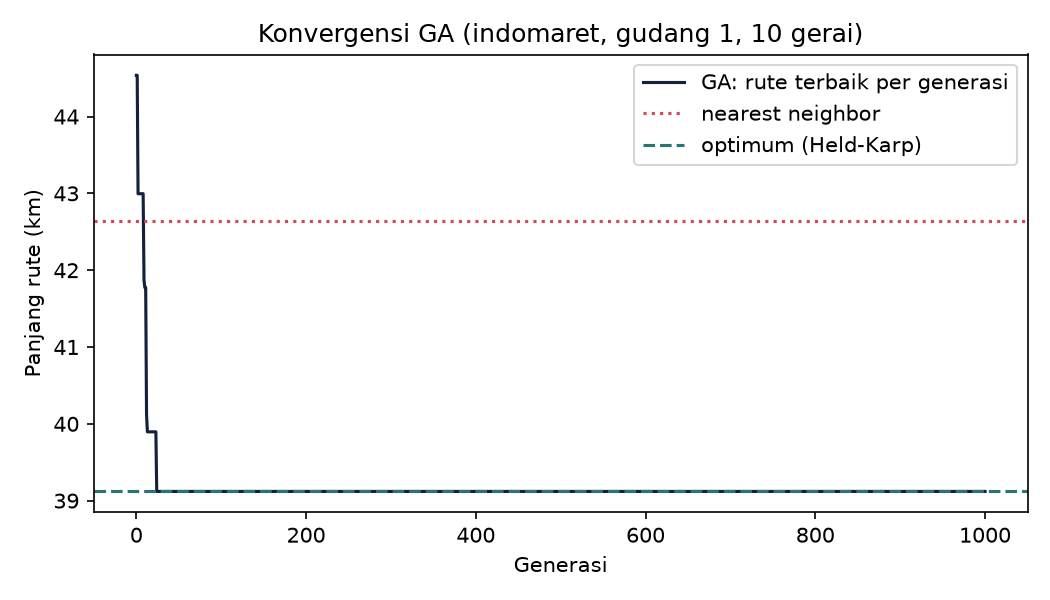 Konvergensi GA (indomaret, gudang 1, 10 gerai)
GA: rute terbaik per generasi
nearest neighbor
optimum (Held-Karp)
Panjang rute (km)
44
43
42
41
40
39
0 200 400 600 800 1000
Generasi